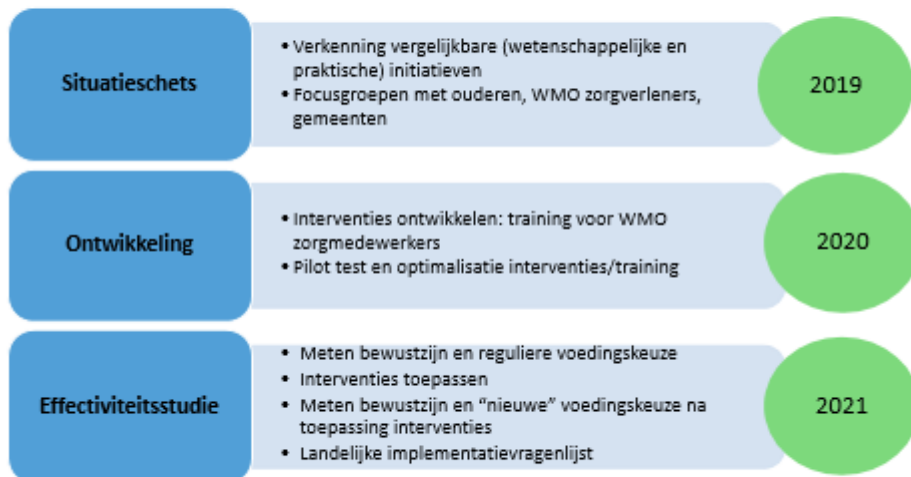 Situatieschets
• Verkenning vergelijkbare (wetenschappelijke en
praktische) initiatieven
• Focusgroepen met ouderen, WMO zorgverleners,
gemeenten
2019
Ontwikkeling
• Interventies ontwikkelen: training voor WMO
zorgmedewerkers
• Pilot test en optimalisatie interventies/training
2020
Effectiviteitsstudie
• Meten bewustzijn en reguliere voedingskeuze
• Interventies toepassen
• Meten bewustzijn en “nieuwe” voedingskeuze na
toepassing interventies
• Landelijke implementatievragenlijst
2021